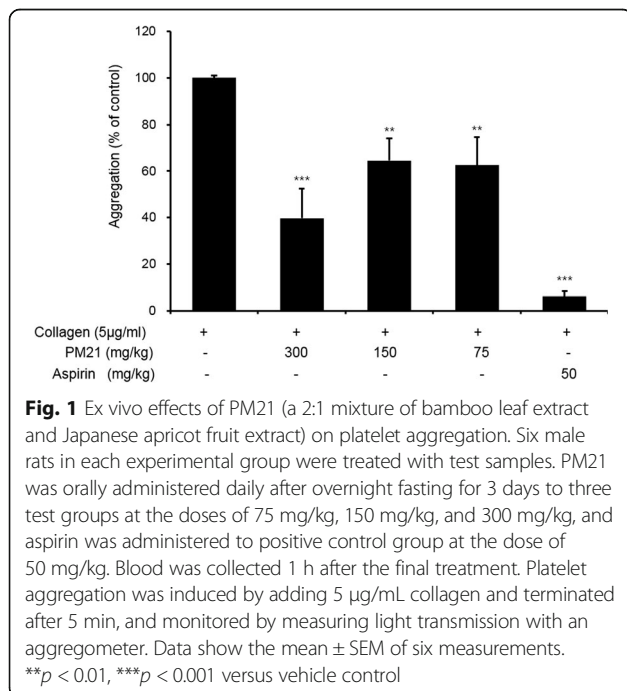 120
100
80
60
40
20
0
Aggregation (% of control)
***
**
**
***
Collagen (5μg/ml) + + + + +
PM21 (mg/kg) - 300 150 75 -
Aspirin (mg/kg) - - - - 50
Fig. 1 Ex vivo effects of PM21 (a 2:1 mixture of bamboo leaf extract
and Japanese apricot fruit extract) on platelet aggregation. Six male
rats in each experimental group were treated with test samples. PM21
was orally administered daily after overnight fasting for 3 days to three
test groups at the doses of 75 mg/kg, 150 mg/kg, and 300 mg/kg, and
aspirin was administered to positive control group at the dose of
50 mg/kg. Blood was collected 1 h after the final treatment. Platelet
aggregation was induced by adding 5 μg/mL collagen and terminated
after 5 min, and monitored by measuring light transmission with an
aggregometer. Data show the mean ± SEM of six measurements.
**p < 0.01, ***p < 0.001 versus vehicle control